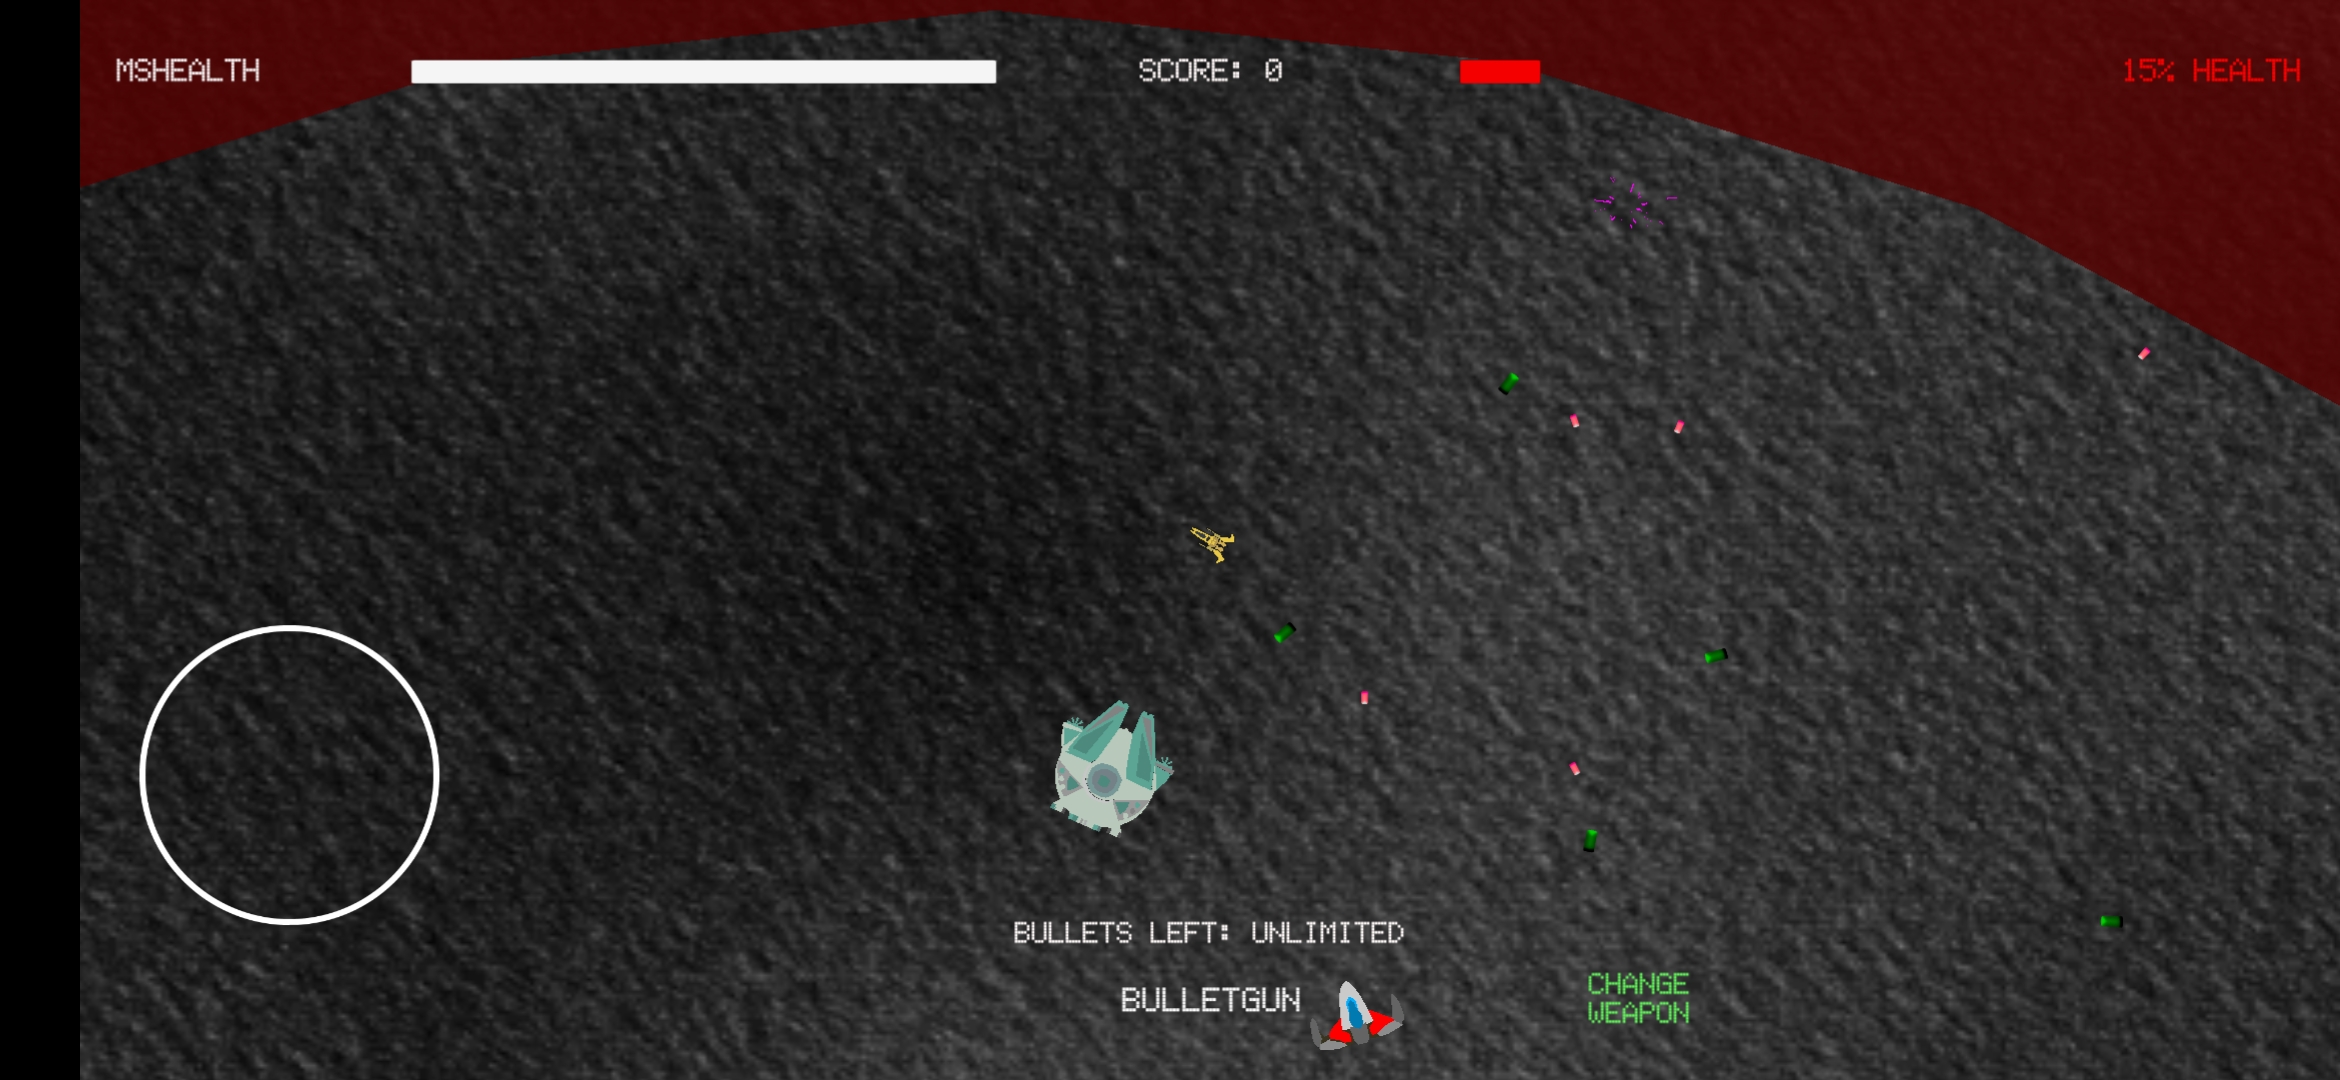 MSHEALTH
SCORE: 0
15% HEALTH
BULLETS LEFT: UNLIMITED
BULLETGUN
CHANGE
WEAPON